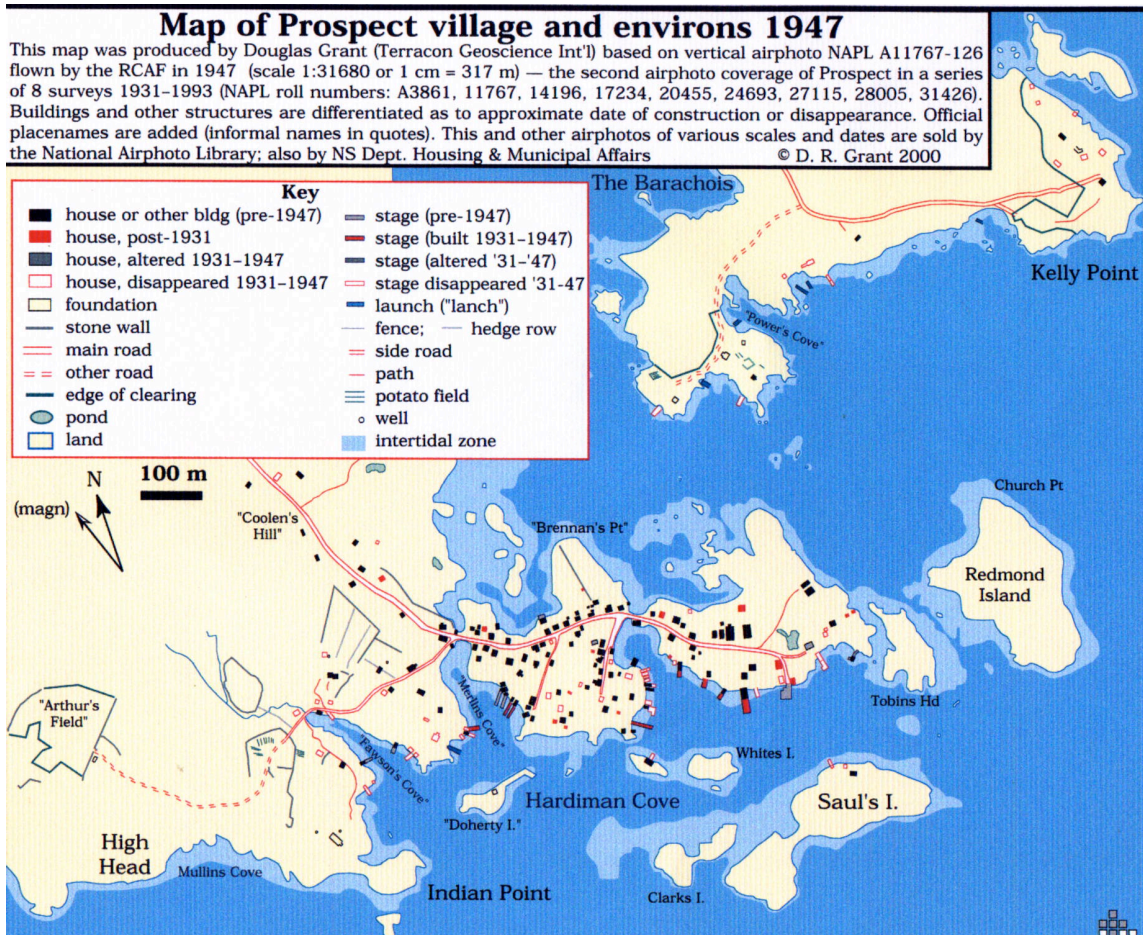 Map of Prospect village and environs 1947
This map was produced by Douglas Grant (Terracon Geoscience Int'l) based on vertical airphoto NAPL A11767-126
flown by the RCAF in 1947 (scale 1:31680 or 1 cm = 317 m) — the second airphoto coverage of Prospect in a series
of 8 surveys 1931-1993 (NAPL roll numbers: A3861, 11767, 14196, 17234, 20455, 24693, 27115, 28005, 31426).
Buildings and other structures are differentiated as to approximate date of construction or disappearance. Official
placenames are added (informal names in quotes). This and other airphotos of various scales and dates are sold by
the National Airphoto Library; also by NS Dept. Housing & Municipal Affairs © D. R. Grant 2000
Key
house or other bldg (pre-1947)
house, post-1931
house, altered 1931-1947
house, disappeared 1931-1947
foundation
stone wall
main road
other road
edge of clearing
pond
land
stage (pre-1947)
stage (built 1931-1947)
stage (altered '31-'47)
stage disappeared '31-47
launch ("lanch")
fence; hedge row
side road
path
potato field
well
intertidal zone
The Barachois
Kelly Point
"Power's Cove"
100 m
N
(magn)
"Coolen's
Hill"
"Brennan's Pt"
Church Pt
Redmond
Island
"Arthur's
Field"
"Merlins Cove"
"Fawson's Cove"
Tobins Hd
Whites I.
Hardiman Cove
"Doherty I."
Saul's I.
High
Head
Mullins Cove
Indian Point
Clarks I.